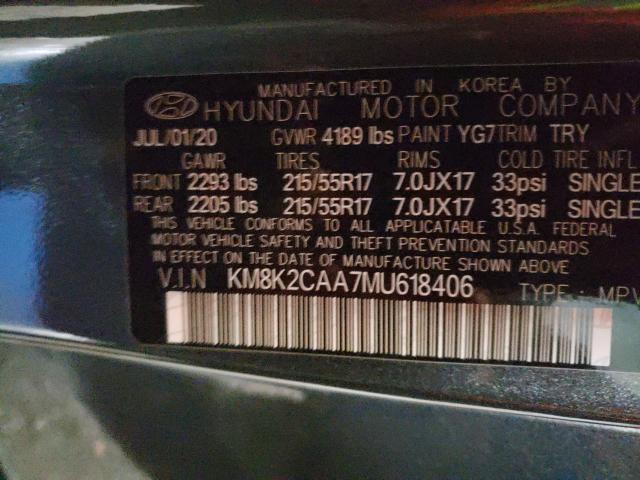 MANUFACTURED IN KOREA BY
HYUNDAI MOTOR COMPANY
JUL/01/20 GVWR 4189 lbs PAINT YG7 TRIM TRY
GAWR TIRES RIMS COLD TIRE INFL
FRONT 2293 lbs 215/55R17 7.0JX17 33psi SINGLE
REAR 2205 lbs 215/55R17 7.0JX17 33psi SINGLE
THIS VEHICLE CONFORMS TO ALL APPLICATABLE U.S.A. FEDERAL
MOTOR VEHICLE SAFETY AND THEFT PREVENTION STANDARDS
IN EFFECT ON THE DATE OF MANUFACTURE SHOWN ABOVE
V.I.N KM8K2CAA7MU618406 TYPE : MPV